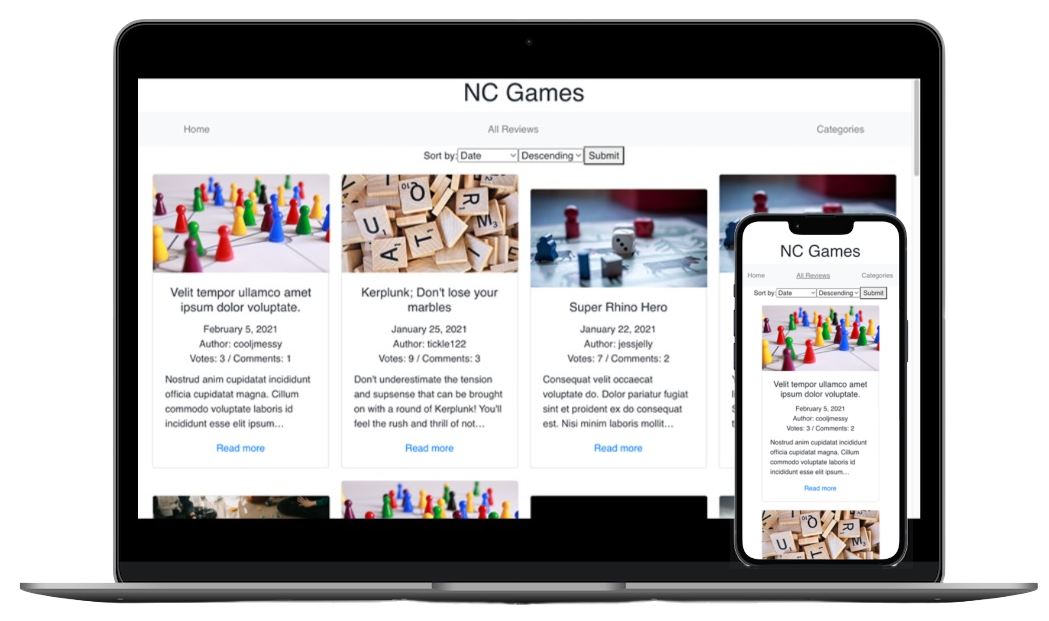 NC Games
Home All Reviews Categories
Sort by: Date Descending Submit
Velit tempor ullamco amet
ipsum dolor voluptate.
February 5, 2021
Author: cooljmessy
Votes: 3 / Comments: 1
Nostrud anim cupidatat incididunt
officia cupidatat magna. Cillum
commodo voluptate laboris id
incididunt esse elit ipsum…
Read more
Q
U
R
M
A
T
Kerplunk; Don't lose your
marbles
January 25, 2021
Author: tickle122
Votes: 9 / Comments: 3
Don't underestimate the tension
and supsense that can be brought
on with a round of Kerplunk! You'll
feel the rush and thrill of not…
Read more
Super Rhino Hero
January 22, 2021
Author: jessjelly
Votes: 7 / Comments: 2
Consequat velit occaecat
voluptate do. Dolor pariatur fugiat
sint et proident ex do consequat
est. Nisi minim laboris mollit…
Read more
NC Games
Home All Reviews Categories
Sort by: Date Descending Submit
Velit tempor ullamco amet
ipsum dolor voluptate.
February 5, 2021
Author: cooljmessy
Votes: 3 / Comments: 2
Nostrud anim cupidatat incididunt
officia cupidatat magna. Cillum
commodo voluptate laboris id
incididunt esse elit ipsum…
Read more
Q
U
R
M
T